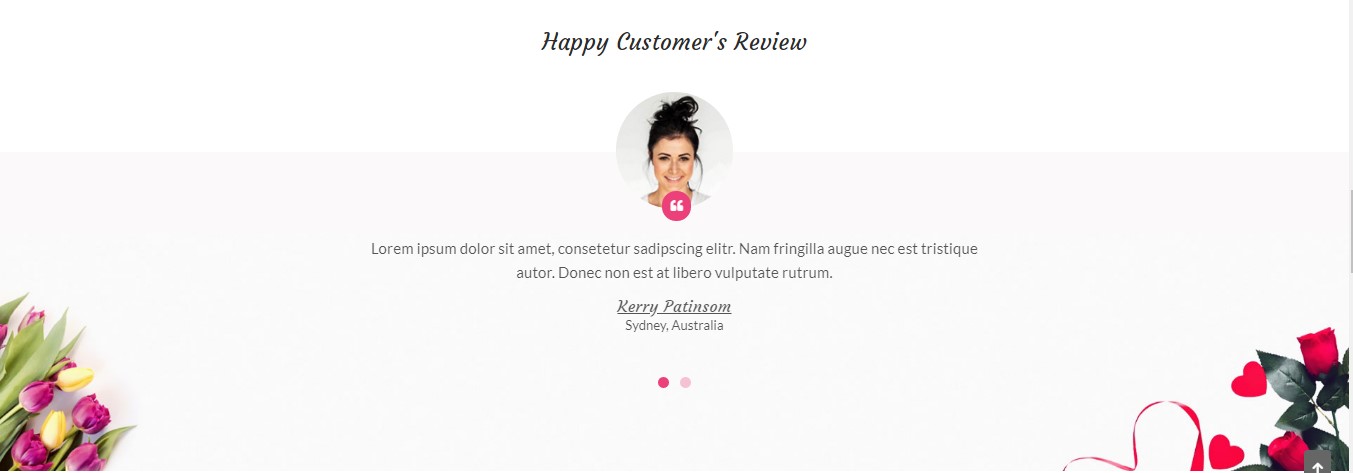 Happy Customer's Review
Lorem ipsum dolor sit amet, consetetur sadipscing elitr. Nam fringilla augue nec est tristique
autor. Donec non est at libero vulputate rutrum.
Kerry Patinsom
Sydney, Australia